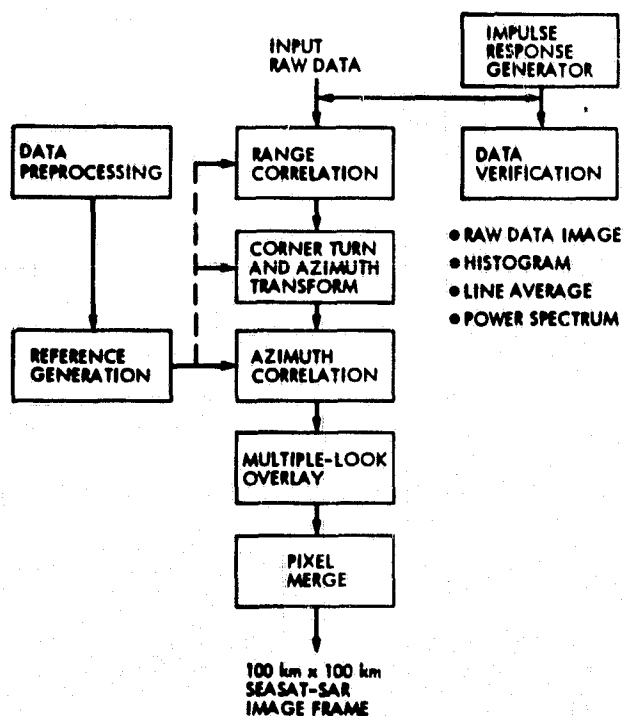 INPUT
RAW DATA
IMPULSE
RESPONSE
GENERATOR
DATA
PREPROCESSING
RANGE
CORRELATION
DATA
VERIFICATION
CORNER TURN
AND AZIMUTH
TRANSFORM
• RAW DATA IMAGE
• HISTOGRAM
• LINE AVERAGE
• POWER SPECTRUM
REFERENCE
GENERATION
AZIMUTH
CORRELATION
MULTIPLE-LOOK
OVERLAY
PIXEL
MERGE
100 km x 100 km
SEASAT-SAR
IMAGE FRAME